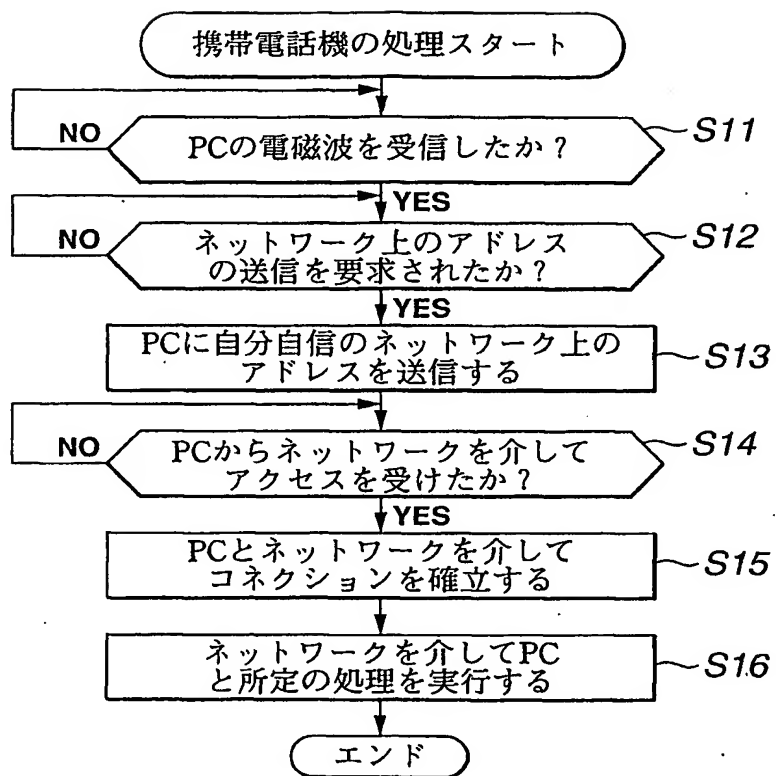 携帯電話機の処理スタート
NO
PCの電磁波を受信したか?
S11
YES
NO
ネットワーク上のアドレス
の送信を要求されたか?
S12
YES
PCに自分自信のネットワーク上の
アドレスを送信する
S13
NO
PCからネットワークを介して
アクセスを受けたか?
S14
YES
PCとネットワークを介して
コネクションを確立する
S15
ネットワークを介してPC
と所定の処理を実行する
S16
エンド